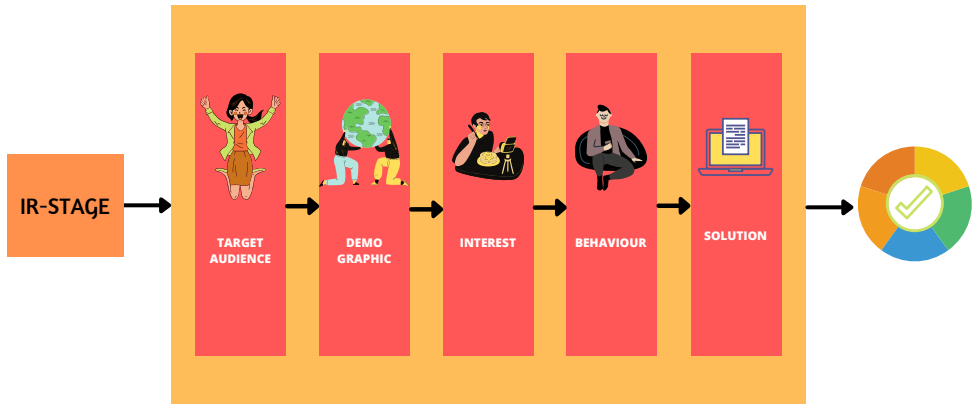 IR-STAGE
TARGET
AUDIENCE
DEMO
GRAPHIC
INTEREST
BEHAVIOUR
SOLUTION